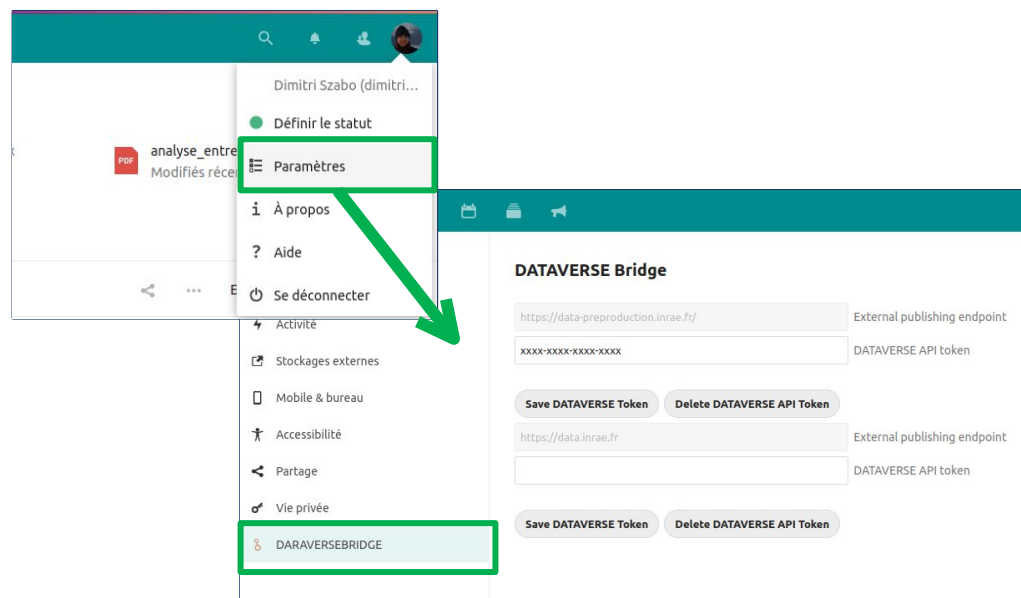 Dimitri Szabo (dimitri...
Définir le statut
PDF
analyse_entre
Modifiés réce
Paramètres
À propos
Aide
Se déconnecter
Activité
Stockages externes
Mobile & bureau
Accessibilité
Partage
Vie privée
DARAVERSEBRIDGE
DATAVERSE Bridge
https://data-preproduction.inrae.fr/ External publishing endpoint
xxxx-xxxx-xxxx-xxxx DATAVERSE API token
Save DATAVERSE Token Delete DATAVERSE API Token
https://data.inrae.fr External publishing endpoint
DATAVERSE API token
Save DATAVERSE Token Delete DATAVERSE API Token